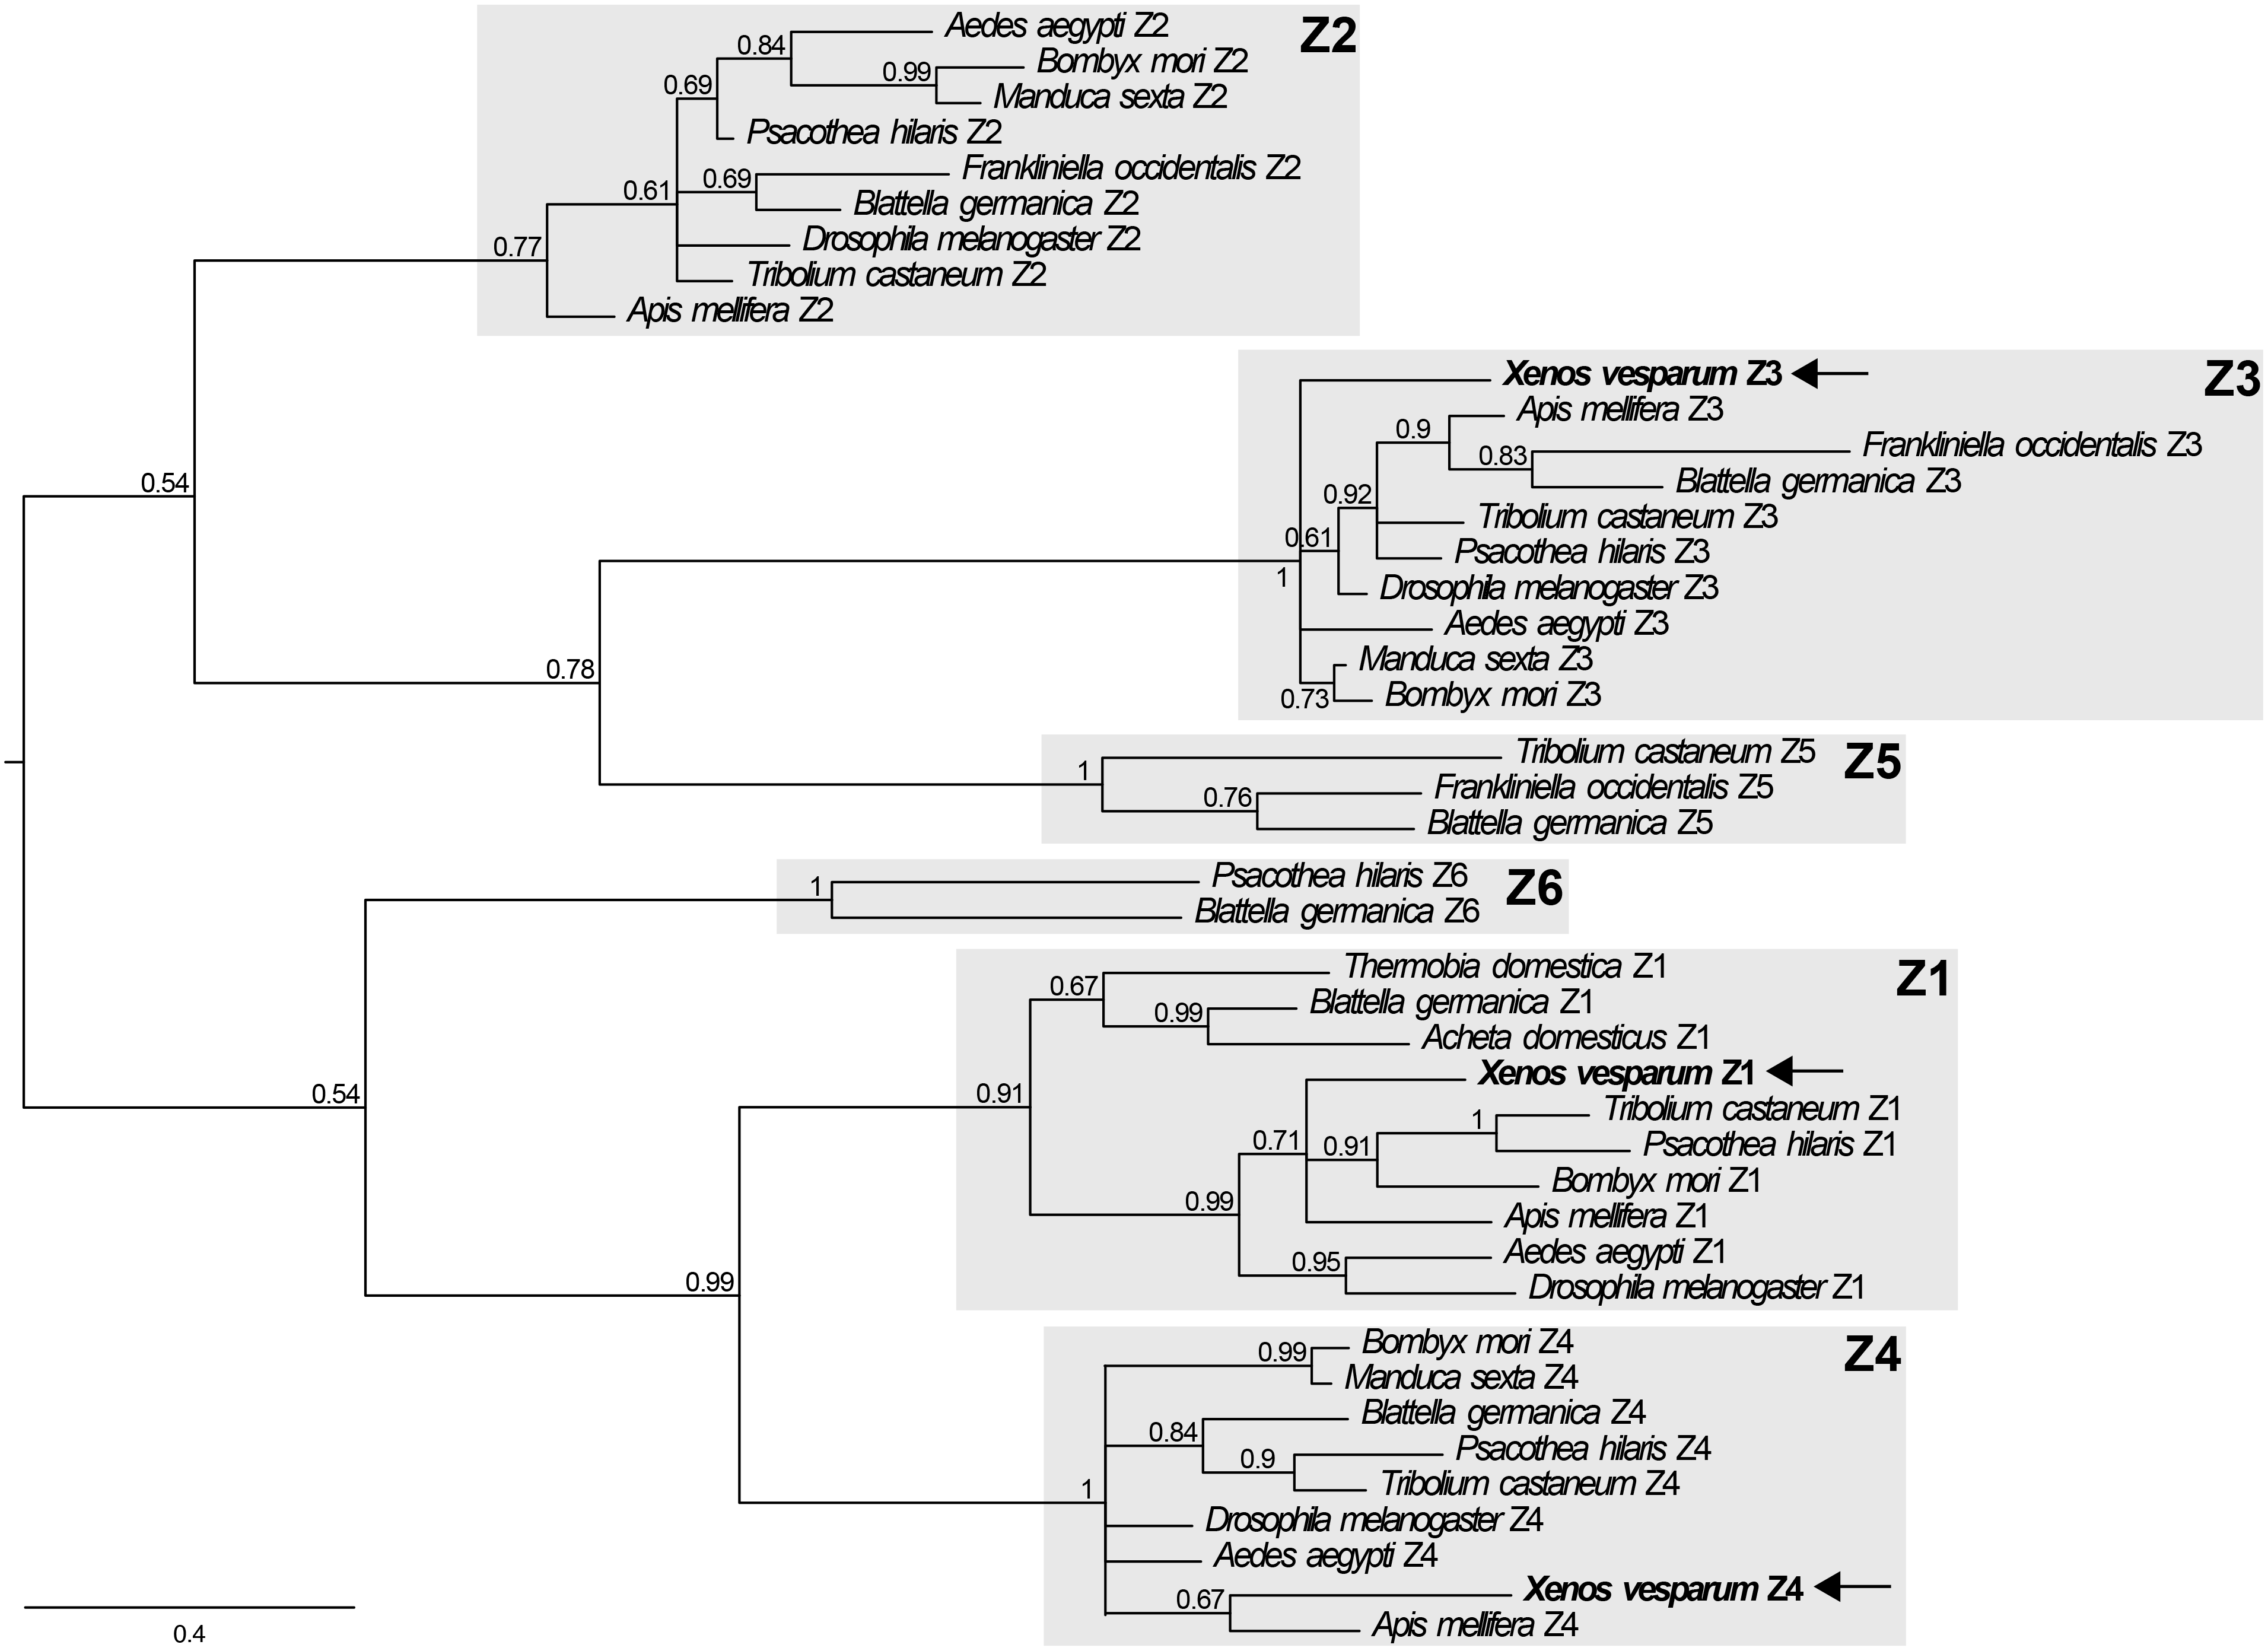 Aedes aegypti Z2
Z2
0.84
Bombyx mori Z2
0.99
0.69
Manduca sexta Z2
Psacothea hilaris Z2
Frankliniella occidentalis Z2
0.69
0.61
Blattella germanica Z2
Drosophila melanogaster Z2
0.77
Tribolium castaneum Z2
Apis mellifera Z2
Xenos vesparum Z3
Z3
Apis mellifera Z3
0.9
Frankliniella occidentalis Z3
0.83
Blattella germanica Z3
0.54
0.92
Tribolium castaneum Z3
0.61
Psacothea hilaris Z3
1
Drosophila melanogaster Z3
Aedes aegypti Z3
Manduca sexta Z3
0.78
0.73
Bombyx mori Z3
Tribolium castaneum Z5
Z5
1
Frankliniella occidentalis Z5
0.76
Blattella germanica Z5
Psacothea hilaris Z6
Z6
1
Blattella germanica Z6
Thermobia domestica Z1
Z1
0.67
Blattella germanica Z1
0.99
Acheta domesticus Z1
Xenos vesparum Z1
0.54
0.91
Tribolium castaneum Z1
1
0.71
0.91
Psacothea hilaris Z1
Bombyx mori Z1
0.99
Apis mellifera Z1
Aedes aegypti Z1
0.95
0.99
Drosophila melanogaster Z1
Bombyx mori Z4
Z4
0.99
Manduca sexta Z4
Blattella germanica Z4
0.84
Psacothea hilaris Z4
0.9
Tribolium castaneum Z4
1
Drosophila melanogaster Z4
Aedes aegypti Z4
Xenos vesparum Z4
0.67
Apis mellifera Z4
0.4